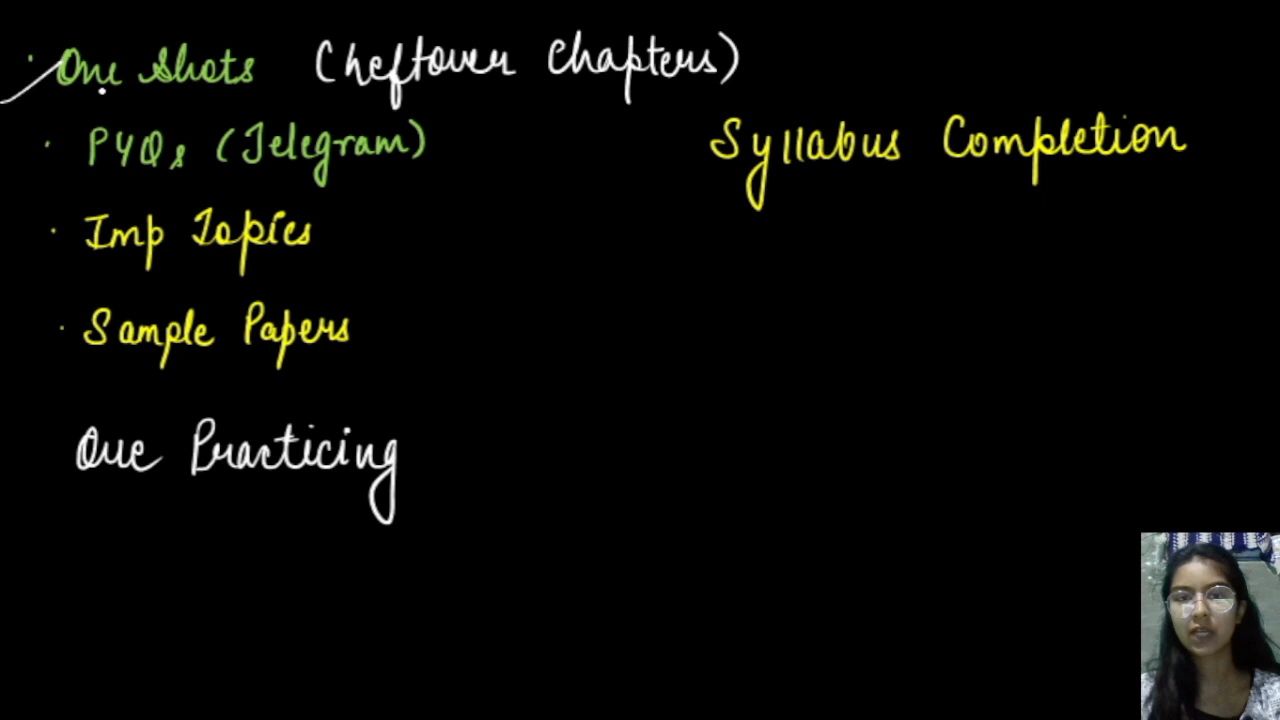 One Shots (Leftover Chapters)
PYQs (Telegram)
Syllabus Completion
Imp Topics
Sample Papers
Que Practicing